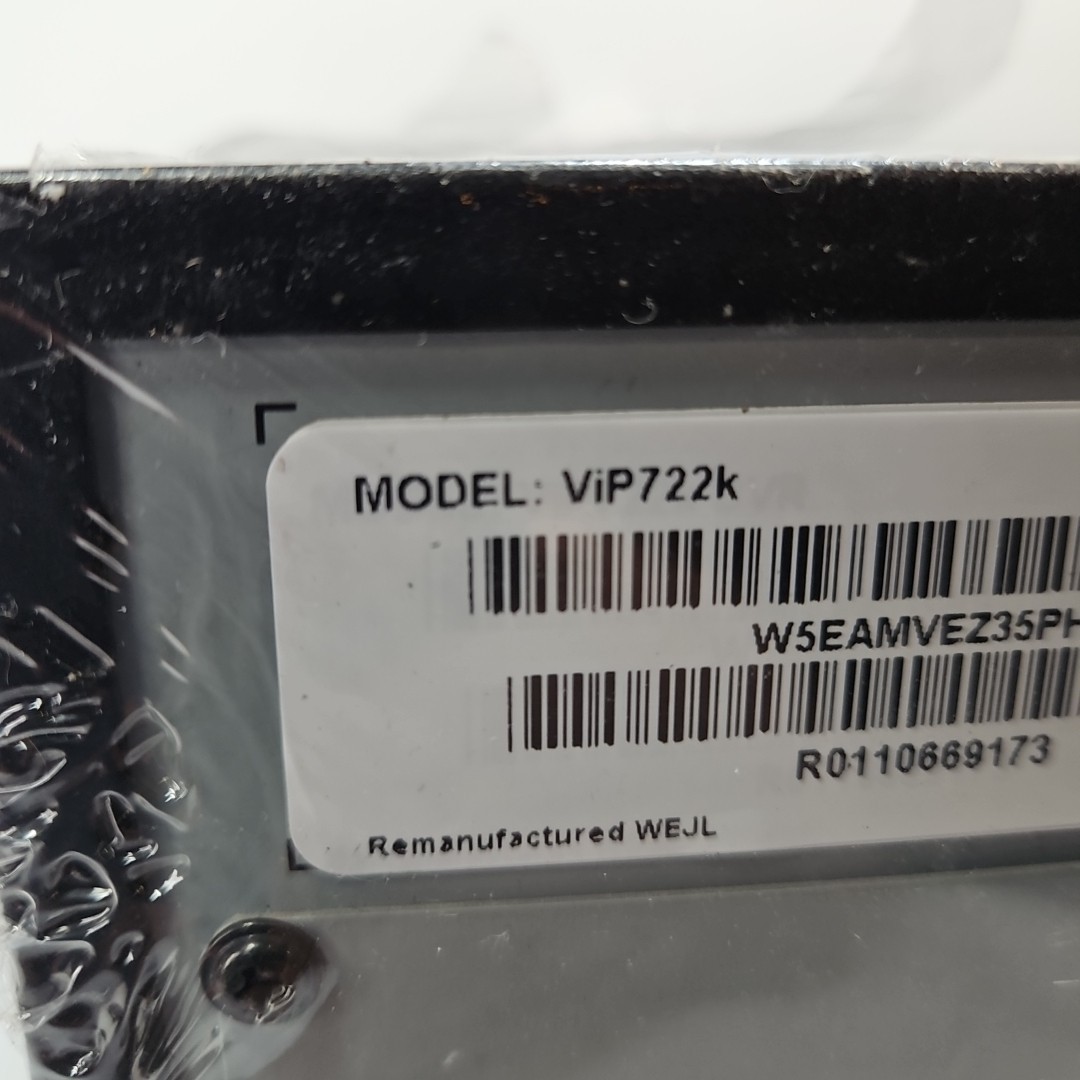 MODEL: ViP722k
W5EAMVEZ35PH
R0110669173
Remanufactured WEJL